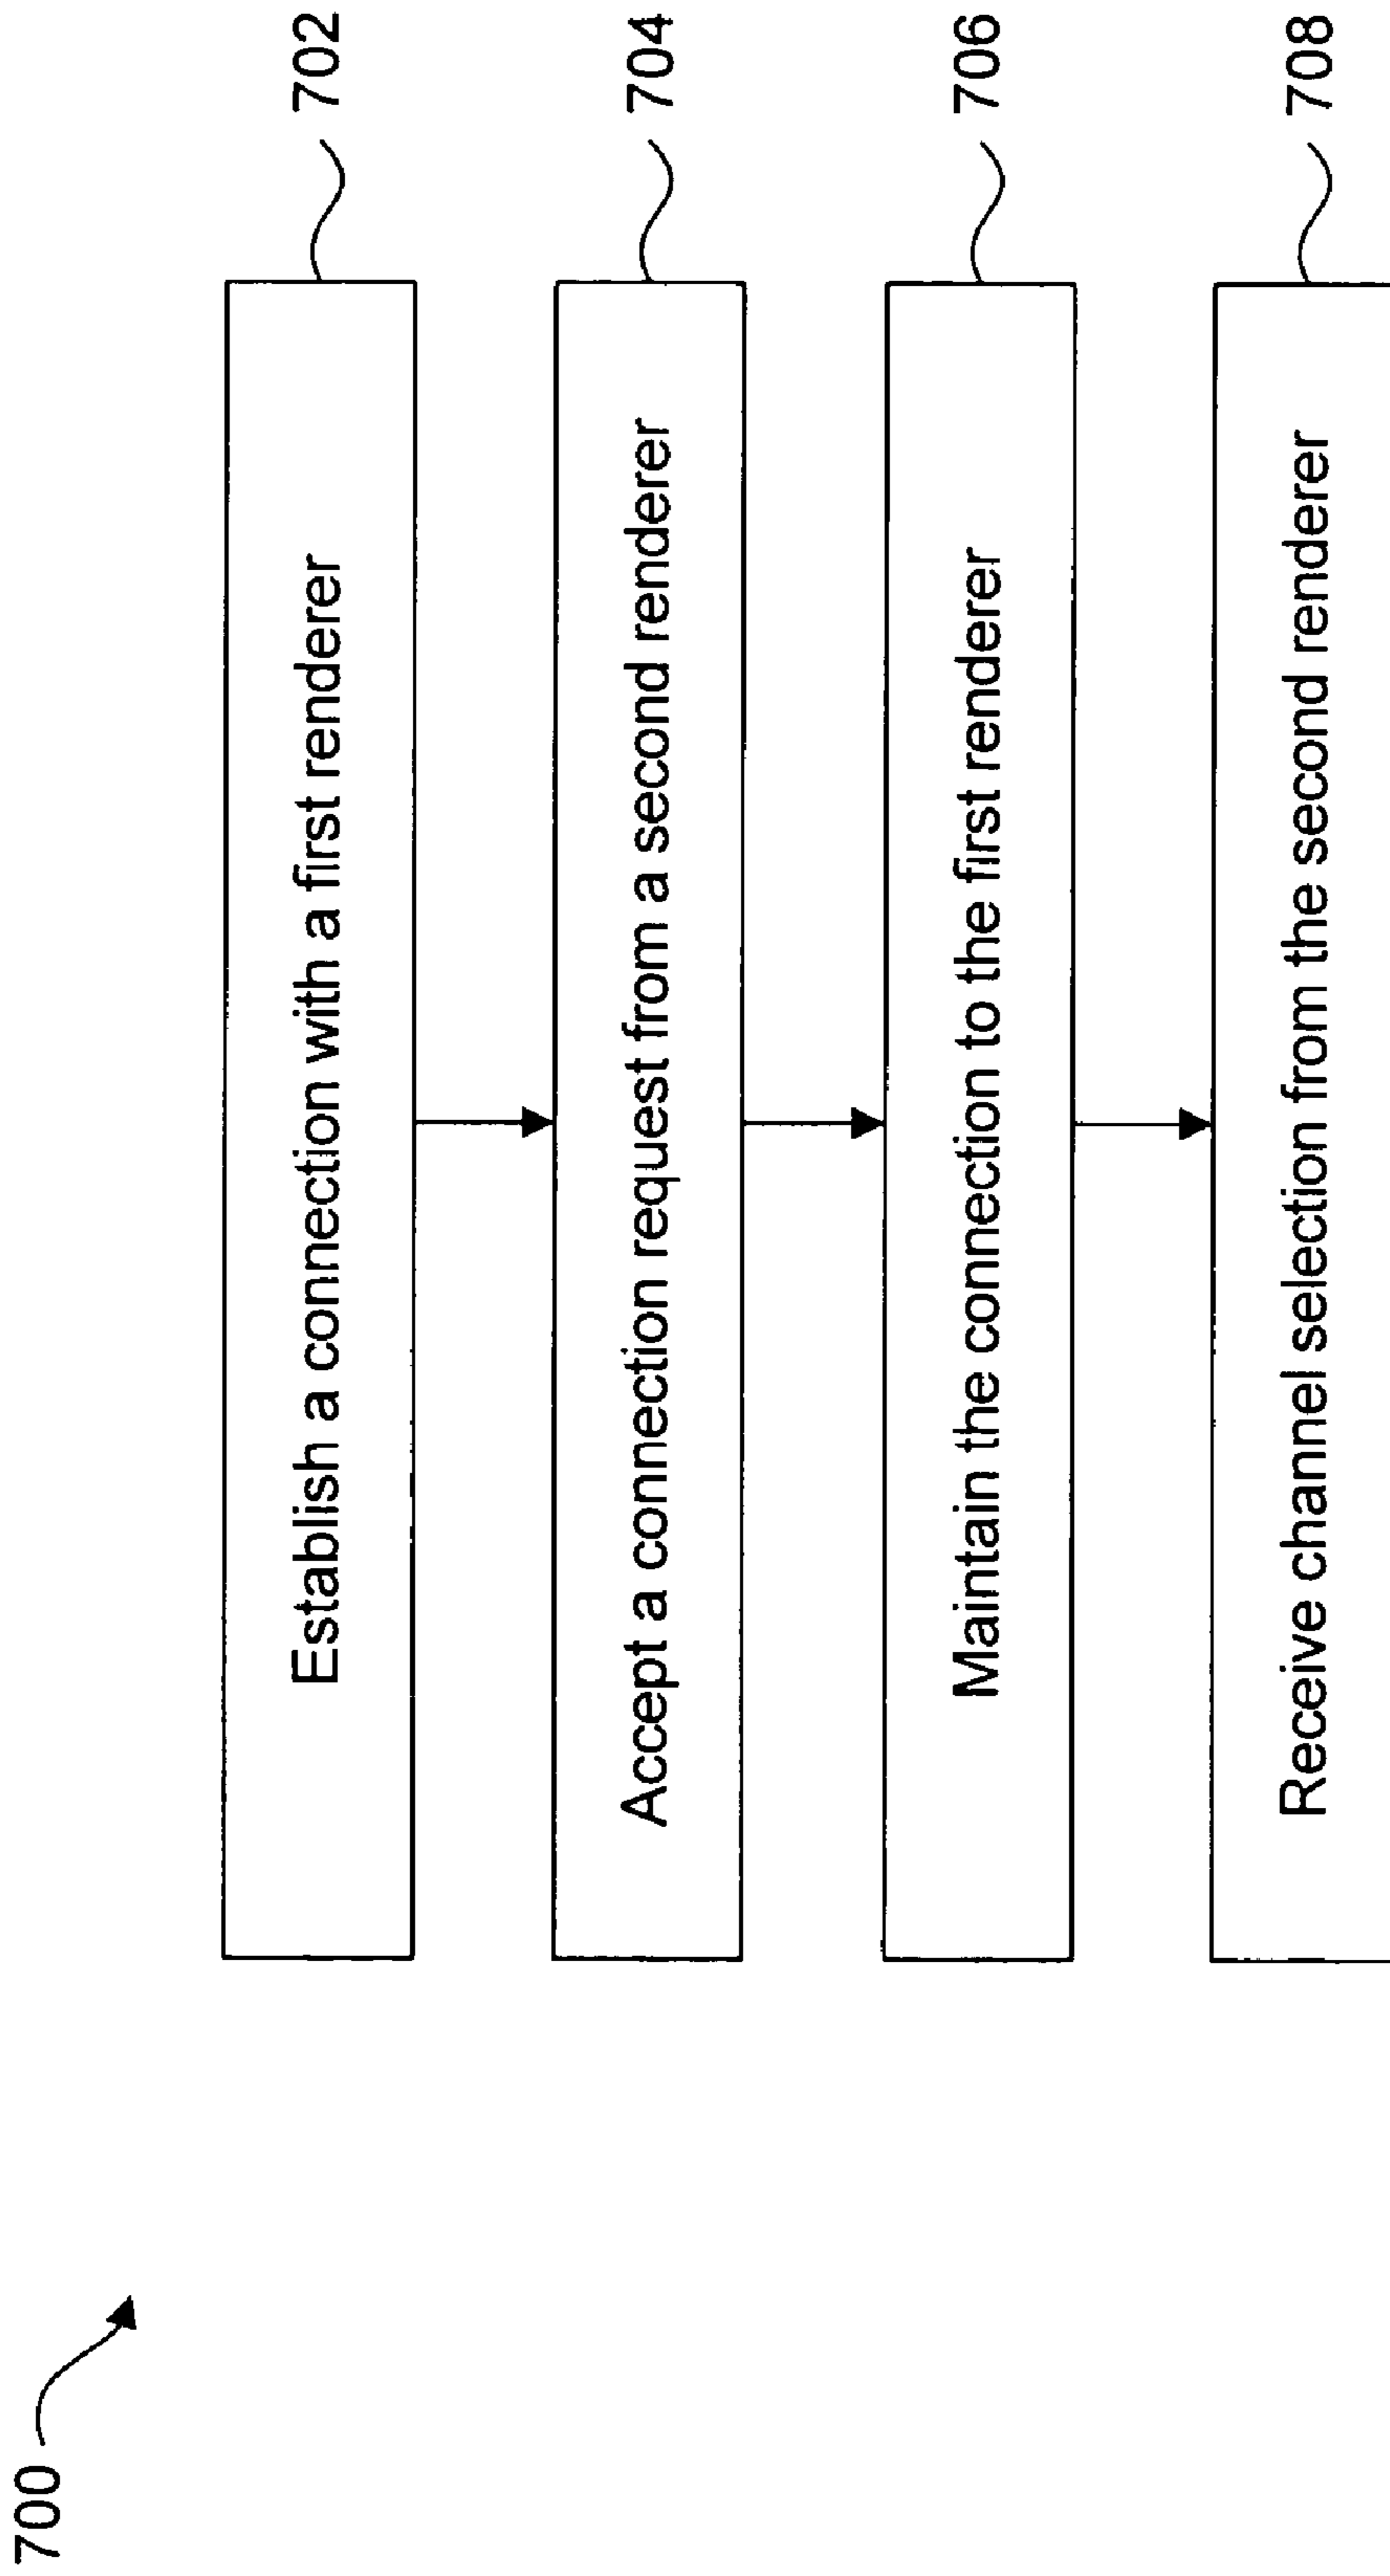 700
Establish a connection with a first renderer
702
Accept a connection request from a second renderer
704
Maintain the connection to the first renderer
706
Receive channel selection from the second renderer
708